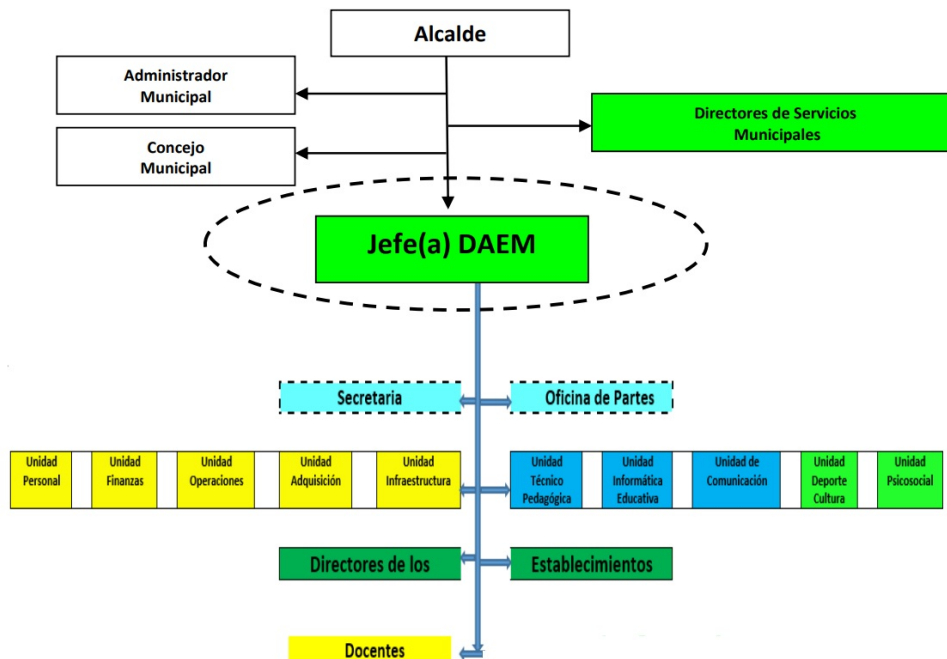 Alcalde
Administrador
Municipal
Directores de Servicios
Municipales
Concejo
Municipal
Jefe(a) DAEM
Secretaria
Oficina de Partes
Unidad
Personal
Unidad
Finanzas
Unidad
Operaciones
Unidad
Adquisición
Unidad
Infraestructura
Unidad
Técnico
Pedagógica
Unidad
Informática
Educativa
Unidad de
Comunicación
Unidad
Deporte
Cultura
Unidad
Psicosocial
Directores de los
Establecimientos
Docentes